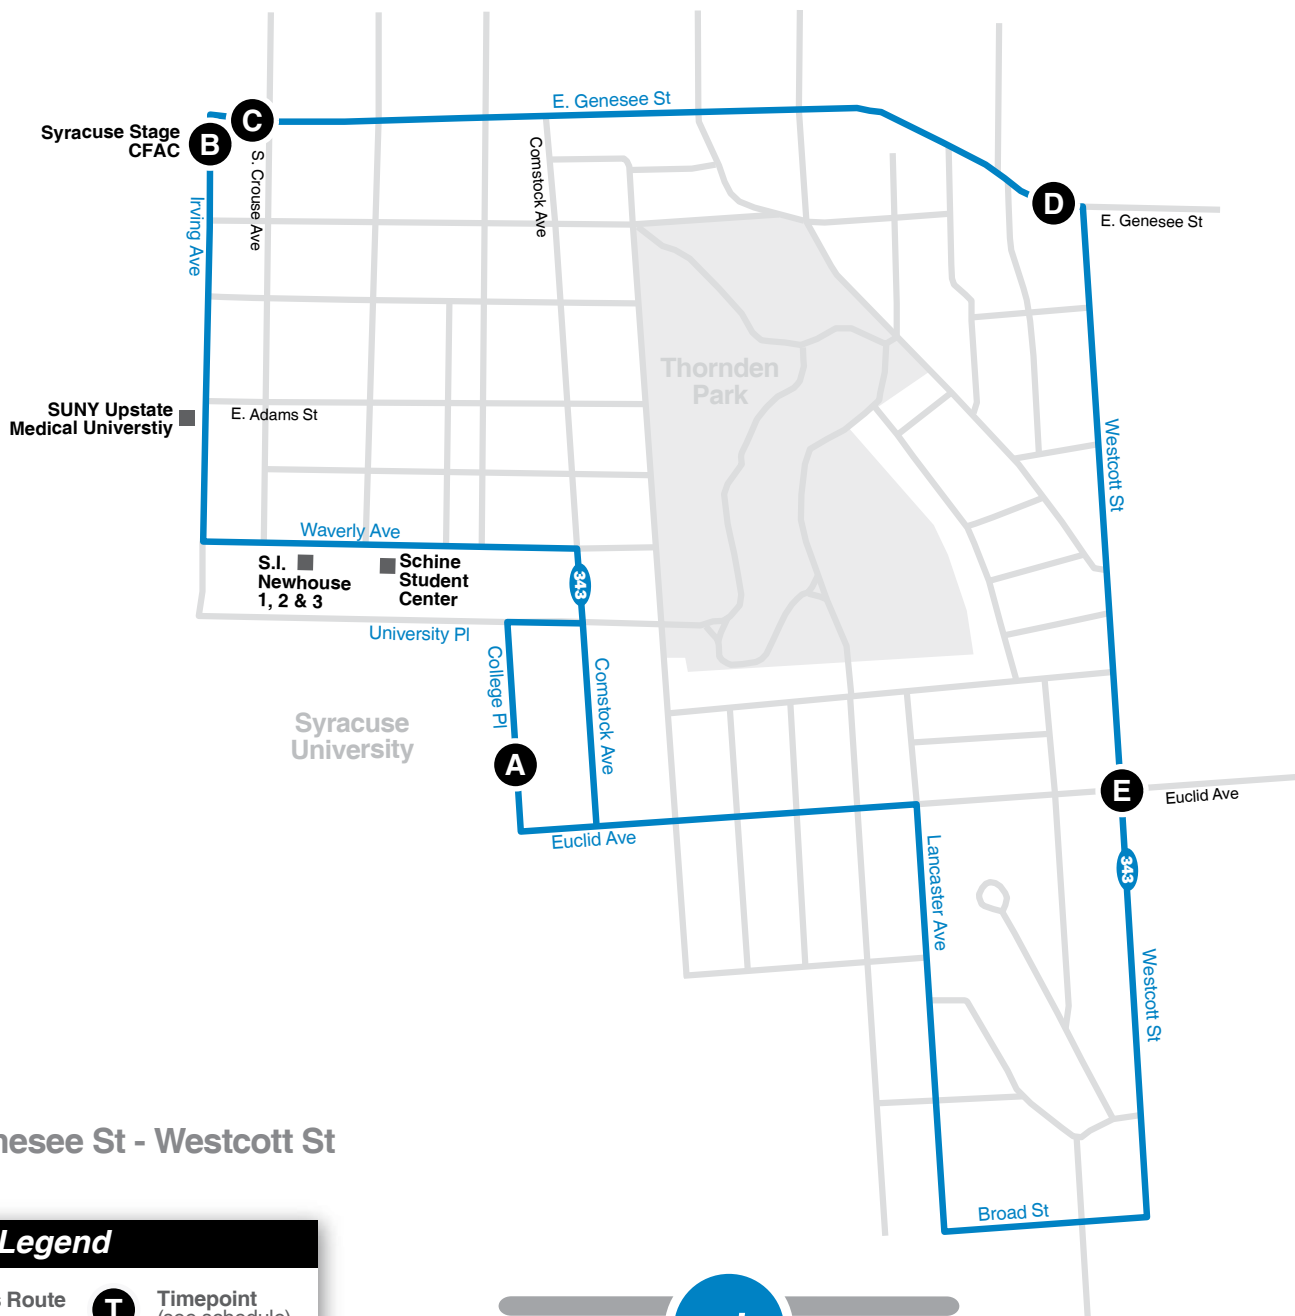 E. Genesee St
C
B
Syracuse Stage
CFAC
S. Crouse Ave
Comstock Ave
Irving Ave
D
E. Genesee St
Thornden
Park
SUNY Upstate
Medical Universtiy
E. Adams St
Westcott St
Waverly Ave
S.I.
Newhouse
1, 2 & 3
Schine
Student
Center
343
University Pl
College Pl
Comstock Ave
Syracuse
University
A
E
Euclid Ave
Euclid Ave
Lancaster Ave
343
Westcott St
nesee St - Westcott St
Broad St
Legend
s Route
T
Timepoint
(see schedule)